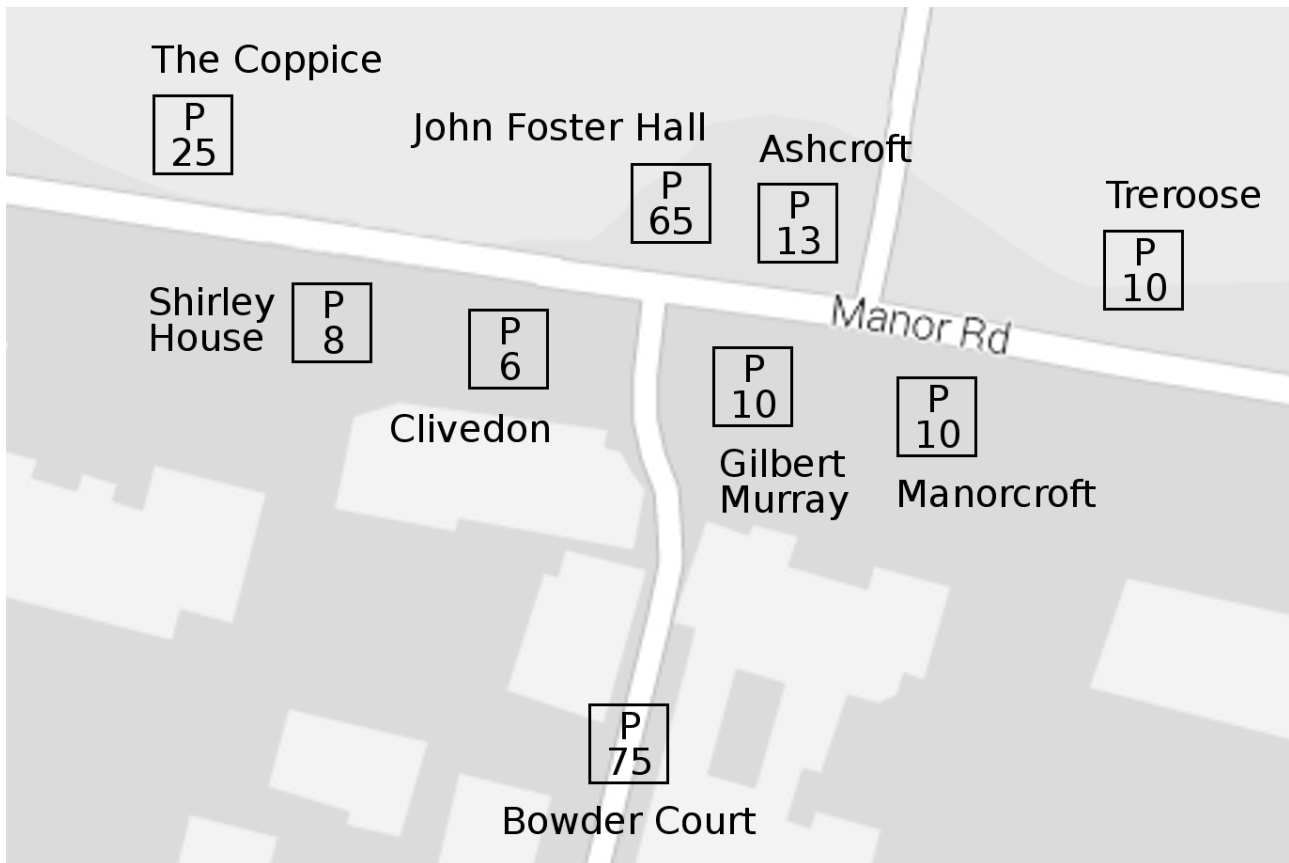 The Coppice
P
25
John Foster Hall
P
65
Ashcroft
P
13
Treroose
P
10
Shirley
House
P
8
P
6
Clivedon
Manor Rd
P
10
Gilbert
Murray
P
10
Manorcroft
P
75
Bowder Court